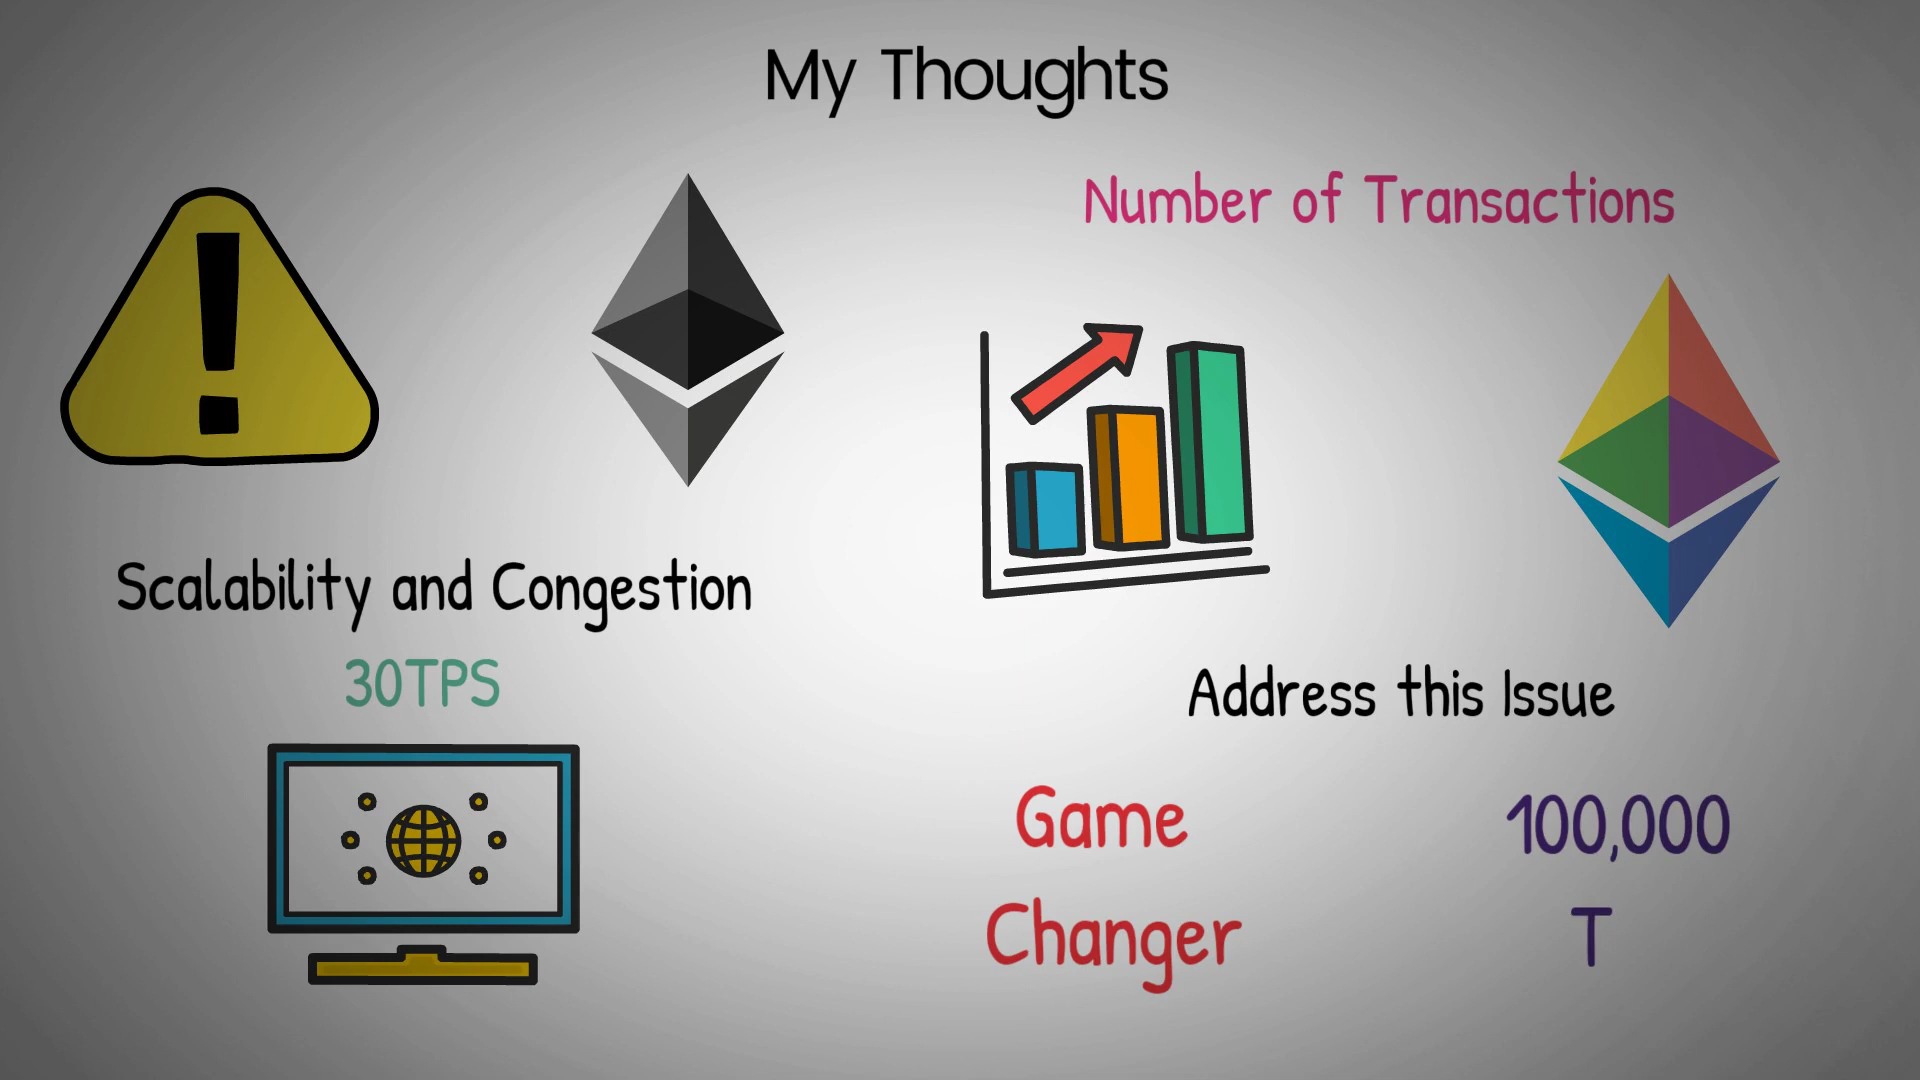 My Thoughts
Number of Transactions
Scalability and Congestion
30TPS
Address this Issue
Game
Changer
100,000
T